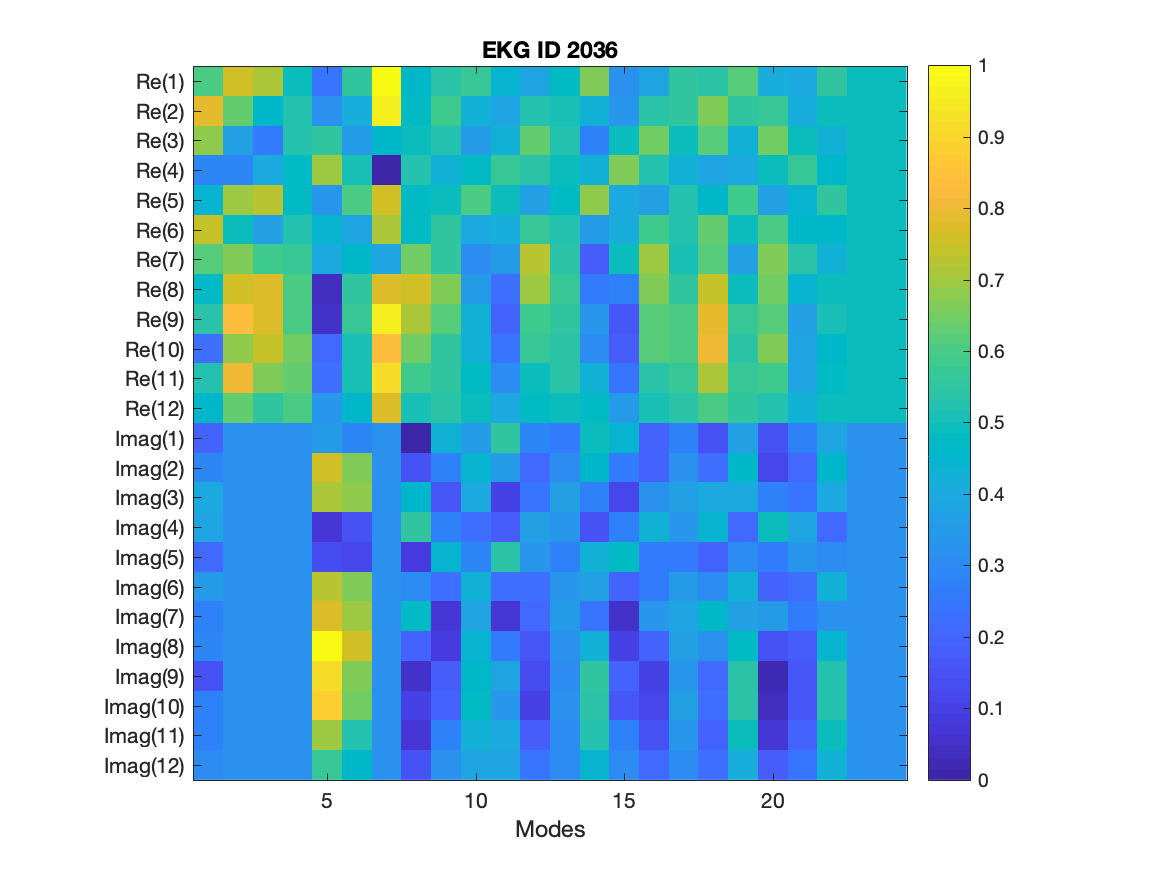 EKG ID 2036
Re(1)
Re(2)
Re(3)
Re(4)
Re(5)
Re(6)
Re(7)
Re(8)
Re(9)
Re(10)
Re(11)
Re(12)
Imag(1)
Imag(2)
Imag(3)
Imag(4)
Imag(5)
Imag(6)
Imag(7)
Imag(8)
Imag(9)
Imag(10)
Imag(11)
Imag(12)
5 10 15 20
Modes
1
0.9
0.8
0.7
0.6
0.5
0.4
0.3
0.2
0.1
0